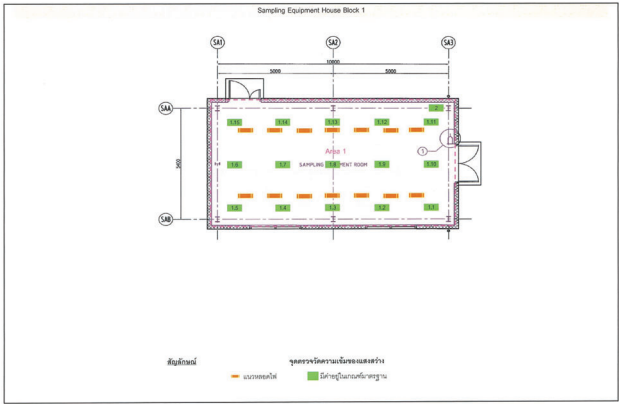 Sampling Equipment House Block 1
SA1 SA2 SA3
10000
5000 5000
SAA
2
1.15 1.14 1.13 1.12 1.11
Area 1
1
5400
1.6 1.7 1.8 1.9 1.10
SAMPLING MENT ROOM
1.5 1.4 1.3 1.2 1.1
SAB
สัญลักษณ์ จุดตรวจวัดความเข้มของแสงสว่าง
แนวหลอดไฟ มีค่าอยู่ในเกณฑ์มาตรฐาน